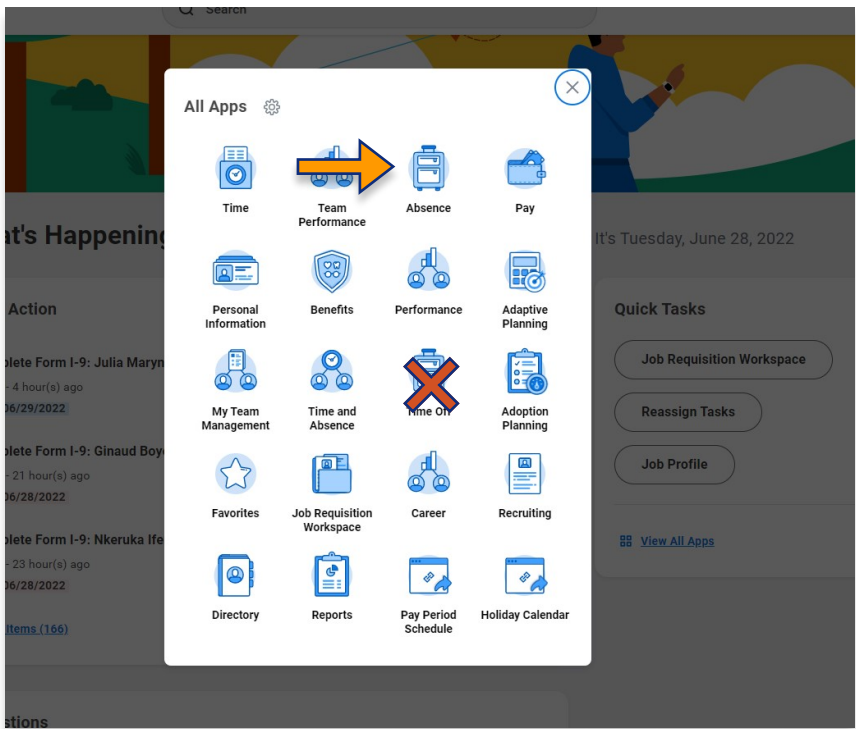 Search
at's Happening
It's Tuesday, June 28, 2022
Action
plete Form I-9: Julia Maryn
- 4 hour(s) ago
06/29/2022
plete Form I-9: Ginaud Boy
- 21 hour(s) ago
06/28/2022
plete Form I-9: Nkeruka Ife
- 23 hour(s) ago
06/28/2022
Items (166)
stions
All Apps
Time
Team
Performance
Absence
Pay
Personal
Information
Benefits
Performance
Adaptive
Planning
My Team
Management
Time and
Absence
Time Off
Adoption
Planning
Favorites
Job Requisition
Workspace
Career
Recruiting
Directory
Reports
Pay Period
Schedule
Holiday Calendar
Quick Tasks
Job Requisition Workspace
Reassign Tasks
Job Profile
View All Apps